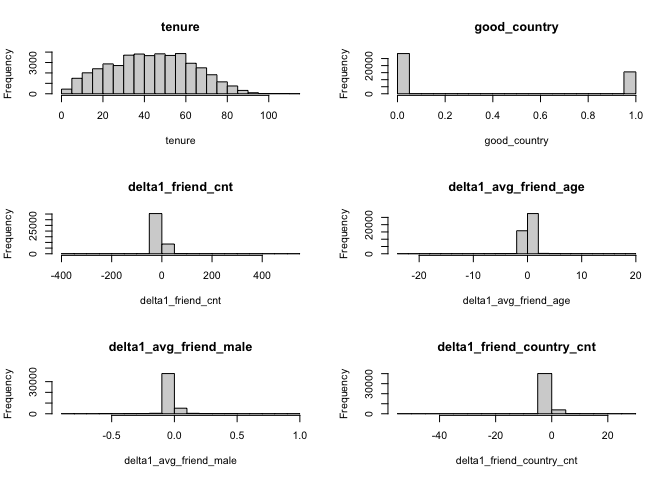 tenure
Frequency
0
3000
0 20 40 60 80 100
tenure
good_country
Frequency
0
20000
0.0 0.2 0.4 0.6 0.8 1.0
good_country
delta1_friend_cnt
Frequency
0
25000
-400 -200 0 200 400
delta1_friend_cnt
delta1_avg_friend_age
Frequency
0
20000
-20 -10 0 10 20
delta1_avg_friend_age
delta1_avg_friend_male
Frequency
0
30000
-0.5 0.0 0.5 1.0
delta1_avg_friend_male
delta1_friend_country_cnt
Frequency
0
30000
-40 -20 0 20
delta1_friend_country_cnt